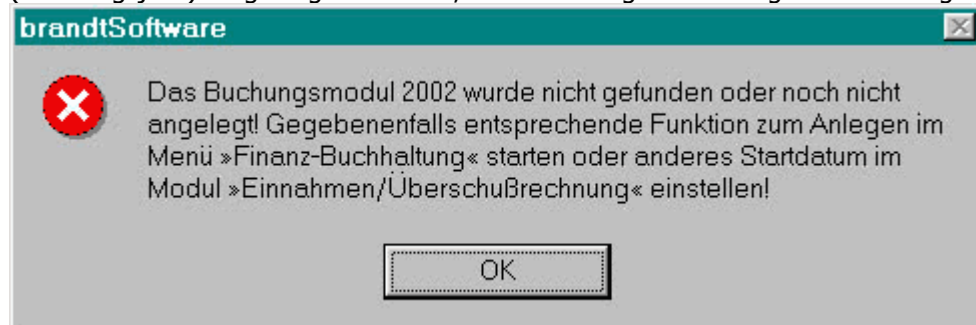 brandtSoftware
Das Buchungsmodul 2002 wurde nicht gefunden oder noch nicht
angelegt! Gegebenenfalls entsprechende Funktion zum Anlegen im
Menü »Finanz-Buchhaltung« starten oder anderes Startdatum im
Modul »Einnahmen/Überschußrechnung« einstellen!
OK